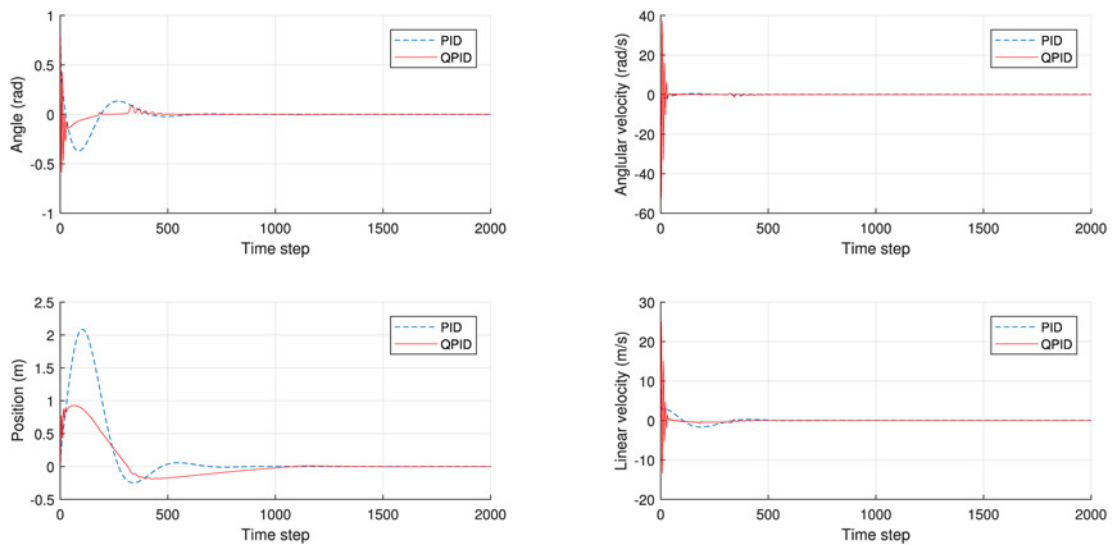 1
0.5
0
-0.5
-1
Angle (rad)
PID
QPID
0
500
1000
1500
2000
Time step
40
20
0
-20
-40
-60
Anglular velocity (rad/s)
PID
QPID
0
500
1000
1500
2000
Time step
2.5
2
1.5
1
0.5
0
-0.5
Position (m)
PID
QPID
0
500
1000
1500
2000
Time step
30
20
10
0
-10
-20
Linear velocity (m/s)
PID
QPID
0
500
1000
1500
2000
Time step